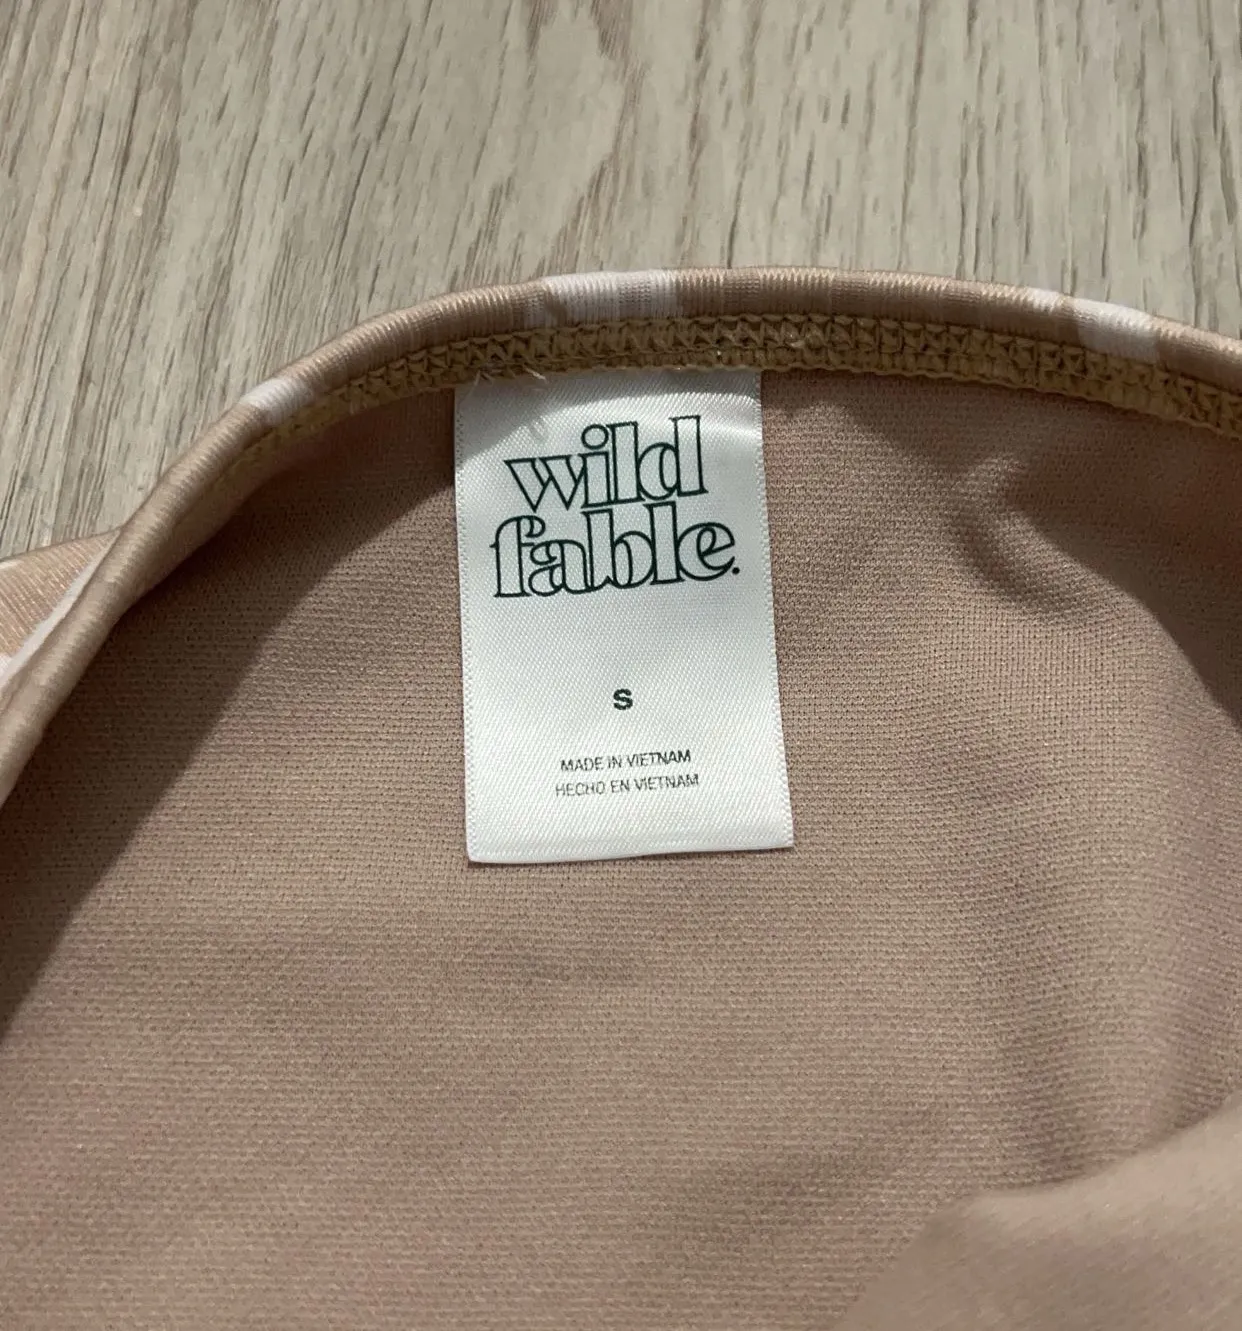 wild
fable.
S
MADE IN VIETNAM
HECHO EN VIETNAM